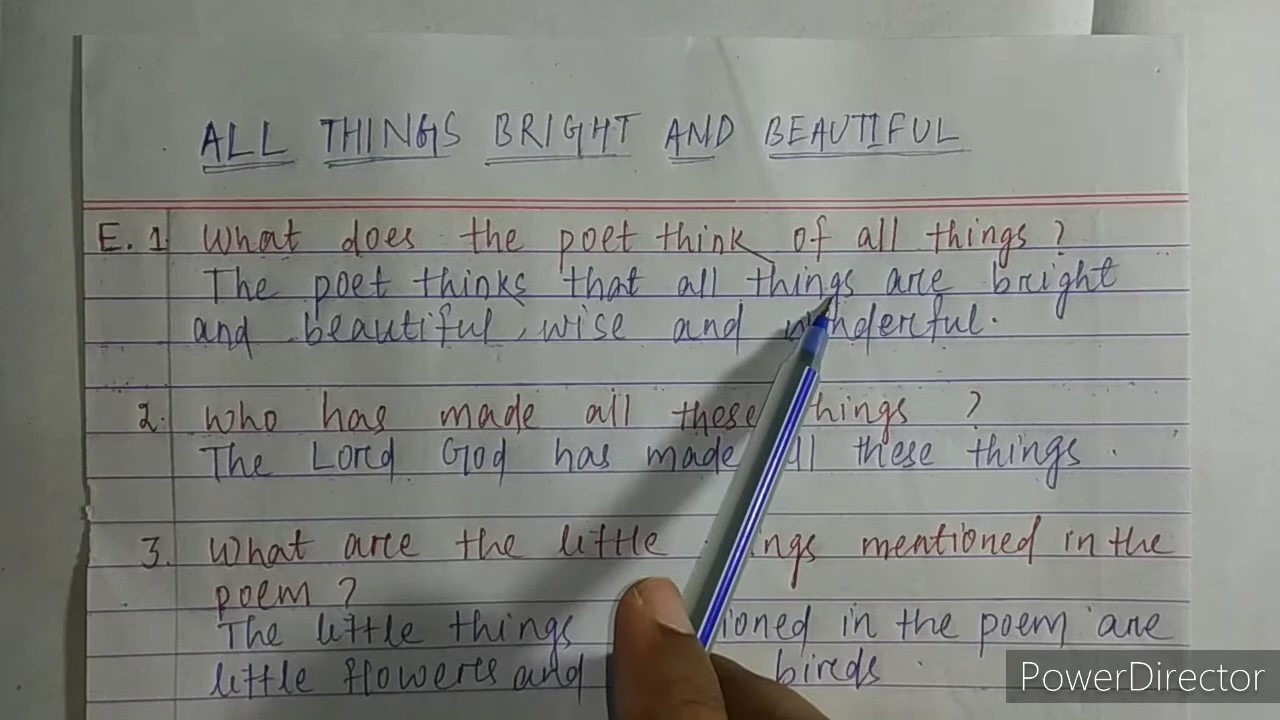 ALL THINGS BRIGHT AND BEAUTIFUL
E. 1 What does the poet think of all things ?
The poet thinks that all things are bright
and beautiful, wise and wonderful.
2. Who has made all these things ?
The Lord God has made all these things .
3. What are the little things mentioned in the
poem ?
The little things in the poem are
little flowers and birds .
PowerDirector